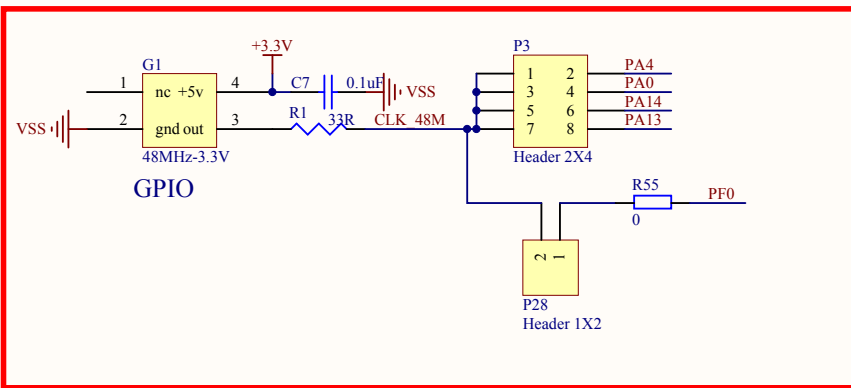 +3.3V
P3
G1
1
nc +5v
4
C7
0.1uF
VSS
1
2
PA4
3
4
PA0
5
6
PA14
7
8
PA13
VSS
2
gnd out
3
R1
33R
CLK_48M
48MHz-3.3V
Header 2X4
GPIO
R55
PF0
0
2
1
P28
Header 1X2